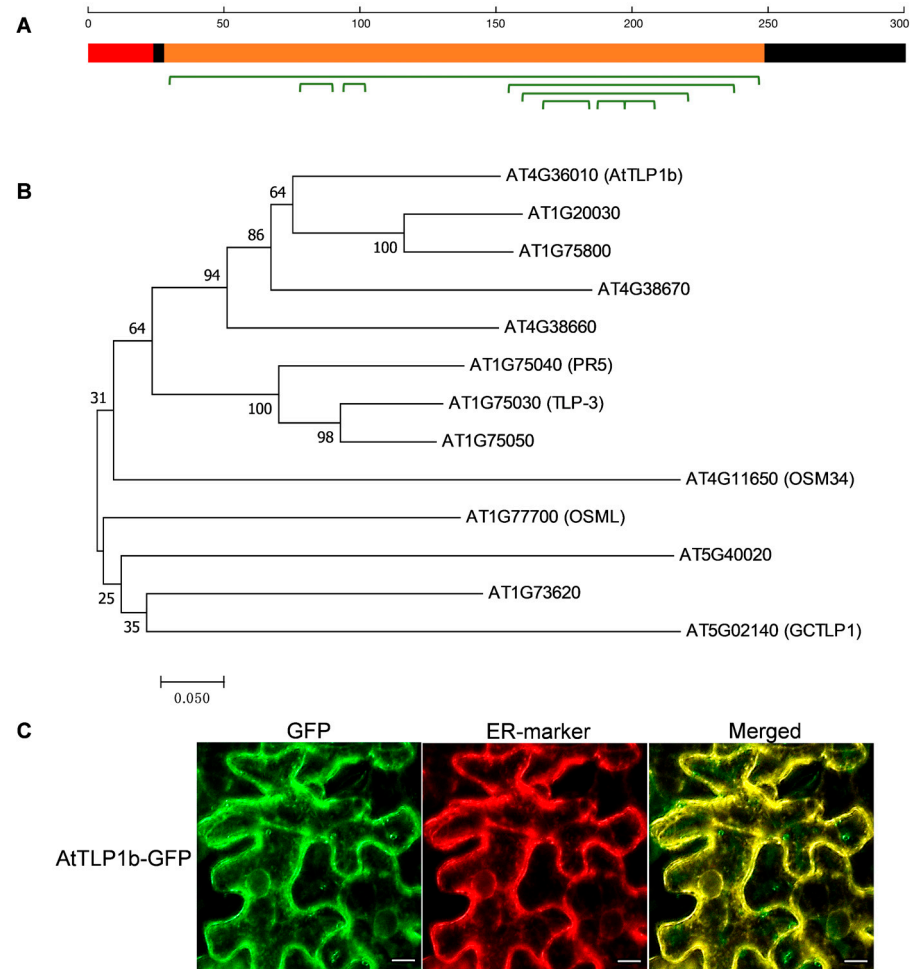 A
0 50 100 150 200 250 300
B
AT4G36010 (AtTLP1b)
64
AT1G20030
86
100
AT1G75800
94
AT4G38670
64
AT4G38660
AT1G75040 (PR5)
31
100
AT1G75030 (TLP-3)
98
AT1G75050
AT4G11650 (OSM34)
AT1G77700 (OSML)
AT5G40020
25
AT1G73620
35
AT5G02140 (GCTLP1)
0.050
C
GFP ER-marker Merged
AtTLP1b-GFP